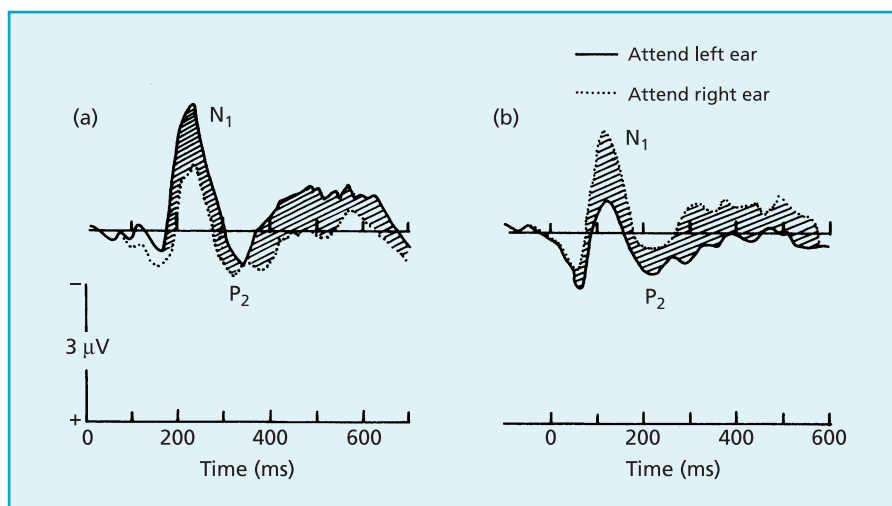 Attend left ear
Attend right ear
(a)
N1
P2
(b)
N1
P2
−
3 μV
+
0 200 400 600
Time (ms)
0 200 400 600
Time (ms)